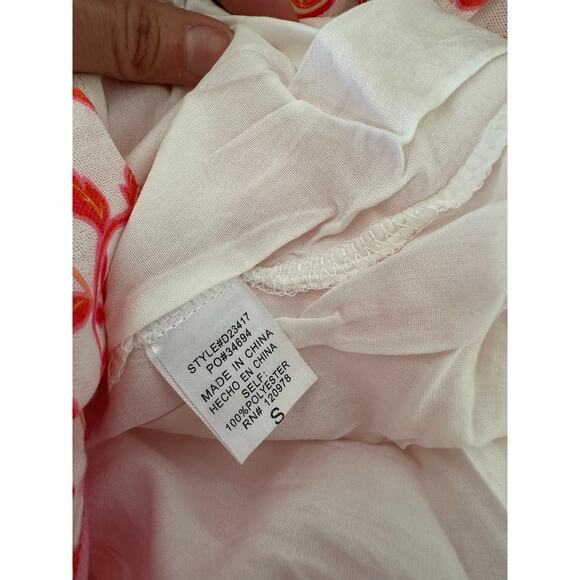 STYLE#D23417
PO#34694
MADE IN CHINA
HECHO EN CHINA
SELF:
100%POLYESTER
RN# 120978
S